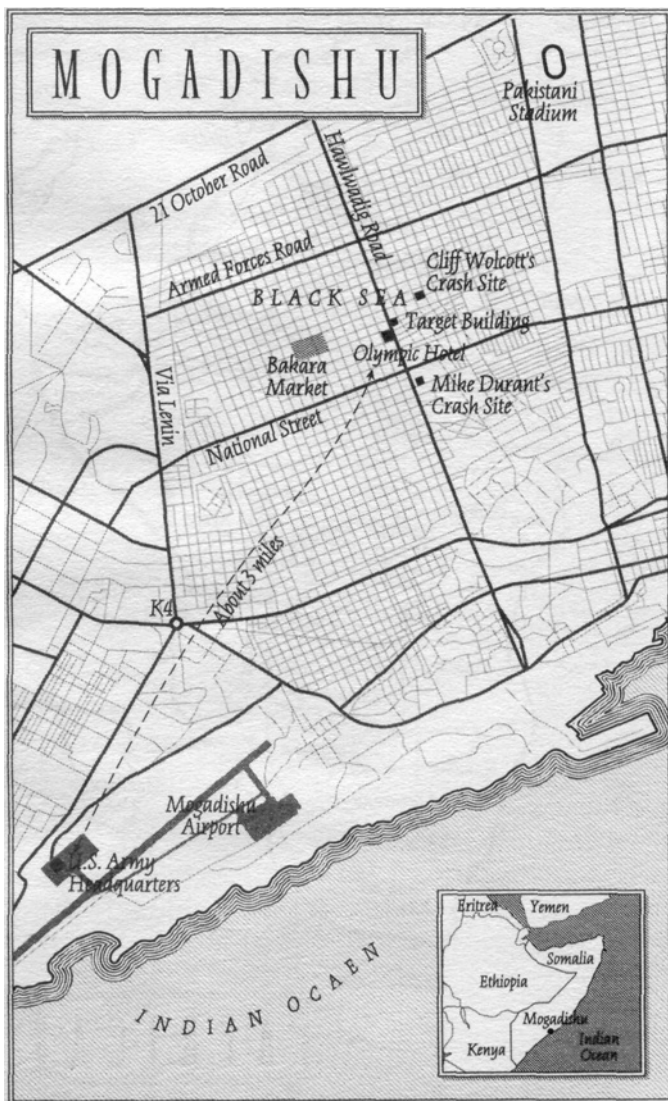 MOGADISHU
Pakistani
Stadium
21 October Road
Hawlwadig Road
Armed Forces Road
Cliff Wolcott's
Crash Site
BLACK SEA
Target Building
Olympic Hotel
Bakara
Market
Mike Durant's
Crash Site
Via Lenin
National Street
About 3 miles
K4
Mogadishu
Airport
U.S. Army
Headquarters
INDIAN OCAEN
Eritrea
Yemen
Somalia
Ethiopia
Mogadishu
Kenya
Indian
Ocean